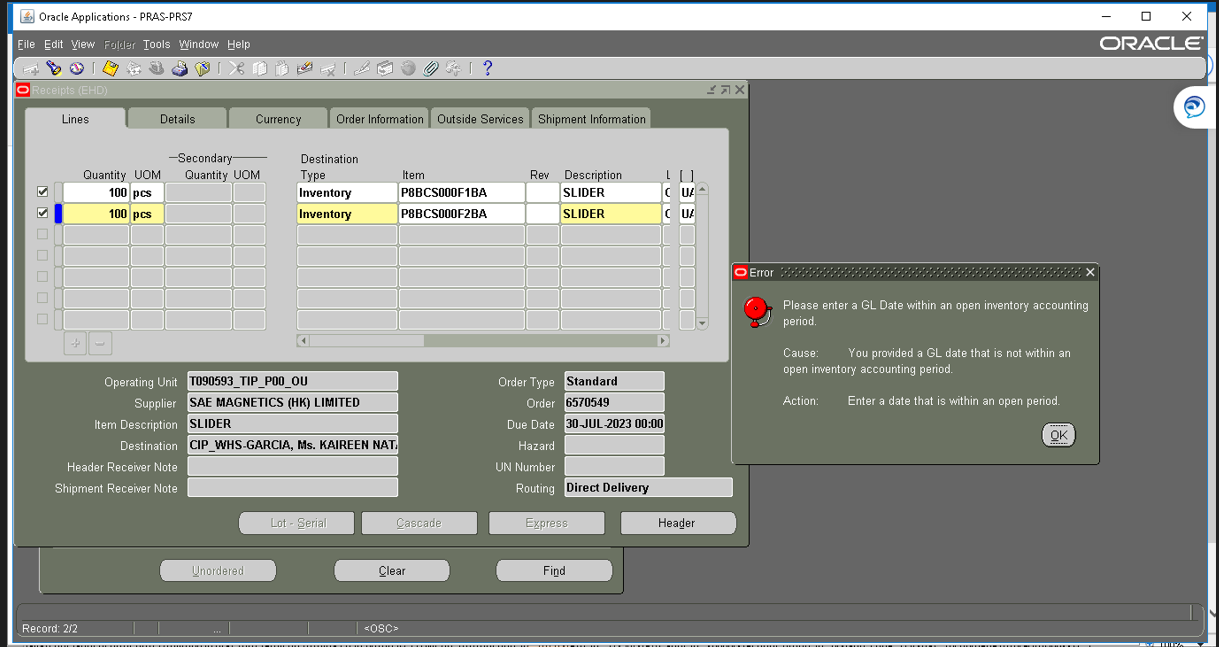 Oracle Applications - PRAS-PRS7
File Edit View Folder Tools Window Help
ORACLE
Receipts (EHD)
Lines Details Currency Order Information Outside Services Shipment Information
Secondary Destination
Quantity UOM Quantity UOM Type Item Rev Description L [ ]
100 pcs Inventory P8BCS000F1BA SLIDER
100 pcs Inventory P8BCS000F2BA SLIDER
Operating Unit T090593_TIP_P00_OU Order Type Standard
Supplier SAE MAGNETICS (HK) LIMITED Order 6570549
Item Description SLIDER Due Date 30-JUL-2023 00:00
Destination CIP_WHS-GARCIA, Ms. KAIREEN Hazard
Header Receiver Note UN Number
Shipment Receiver Note Routing Direct Delivery
Lot - Serial Cascade Express Header
Unordered Clear Find
Record: 2/2 ... <OSC>
Error
Please enter a GL Date within an open inventory accounting
period.
Cause: You provided a GL date that is not within an
open inventory accounting period.
Action: Enter a date that is within an open period.
OK